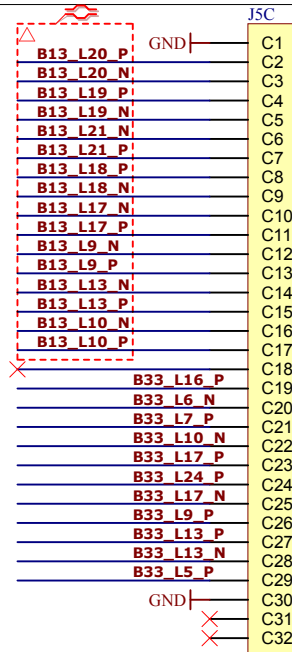 J5C
GND C1
B13_L20_P C2
B13_L20_N C3
B13_L19_P C4
B13_L19_N C5
B13_L21_N C6
B13_L21_P C7
B13_L18_P C8
B13_L18_N C9
B13_L17_N C10
B13_L17_P C11
B13_L9_N C12
B13_L9_P C13
B13_L13_N C14
B13_L13_P C15
B13_L10_N C16
B13_L10_P C17
C18
B33_L16_P C19
B33_L6_N C20
B33_L7_P C21
B33_L10_N C22
B33_L17_P C23
B33_L24_P C24
B33_L17_N C25
B33_L9_P C26
B33_L13_P C27
B33_L13_N C28
B33_L5_P C29
GND C30
C31
C32